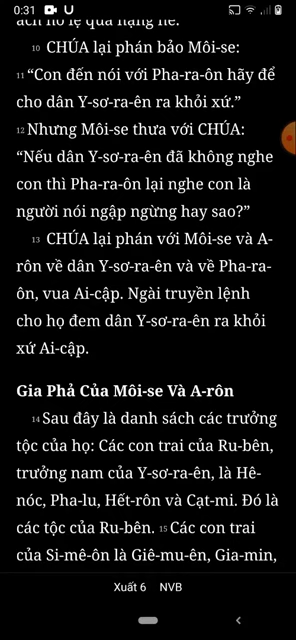 0:31
ách nô lệ quá nặng nề.
10 CHÚA lại phán bảo Môi-se:
11 “Con đến nói với Pha-ra-ôn hãy để
cho dân Y-sơ-ra-ên ra khỏi xứ.”
12 Nhưng Môi-se thưa với CHÚA:
“Nếu dân Y-sơ-ra-ên đã không nghe
con thì Pha-ra-ôn lại nghe con là
người nói ngập ngừng hay sao?”
13 CHÚA lại phán với Môi-se và A-
rôn về dân Y-sơ-ra-ên và về Pha-ra-
ôn, vua Ai-cập. Ngài truyền lệnh
cho họ đem dân Y-sơ-ra-ên ra khỏi
xứ Ai-cập.
Gia Phả Của Môi-se Và A-rôn
14 Sau đây là danh sách các trưởng
tộc của họ: Các con trai của Ru-bên,
trưởng nam của Y-sơ-ra-ên, là Hê-
nóc, Pha-lu, Hết-rôn và Cạt-mi. Đó là
các tộc của Ru-bên. 15 Các con trai
của Si-mê-ôn là Giê-mu-ên, Gia-min,
Xuất 6 NVB